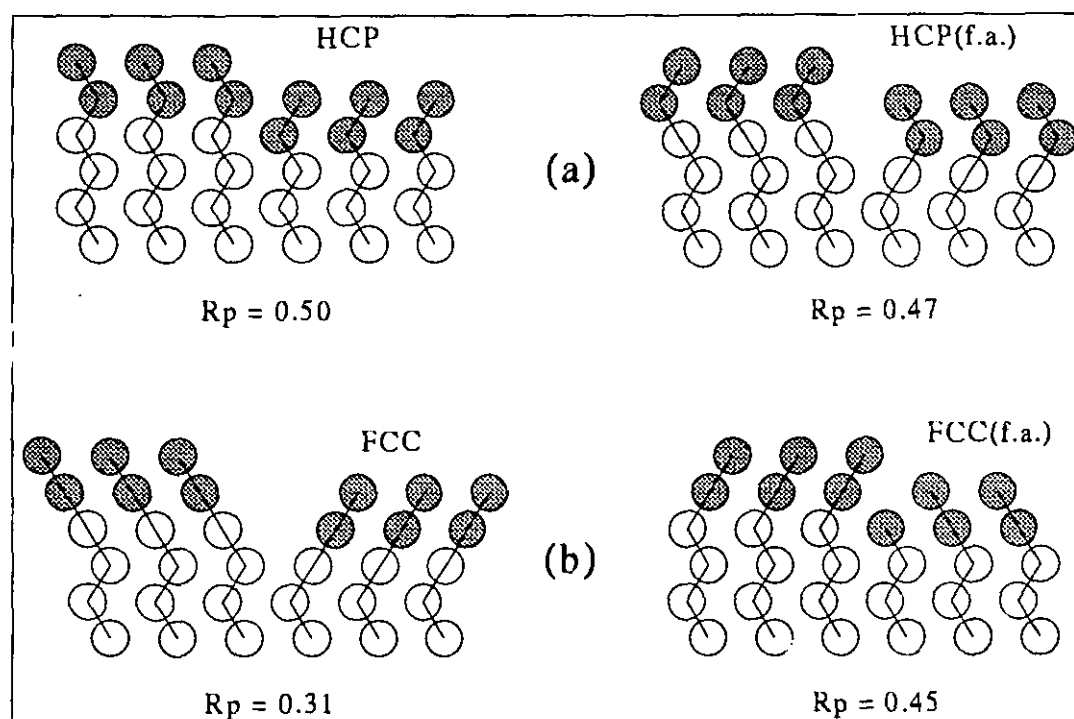 HCP
HCP(f.a.)
(a)
Rp = 0.50
Rp = 0.47
FCC
FCC(f.a.)
(b)
Rp = 0.31
Rp = 0.45